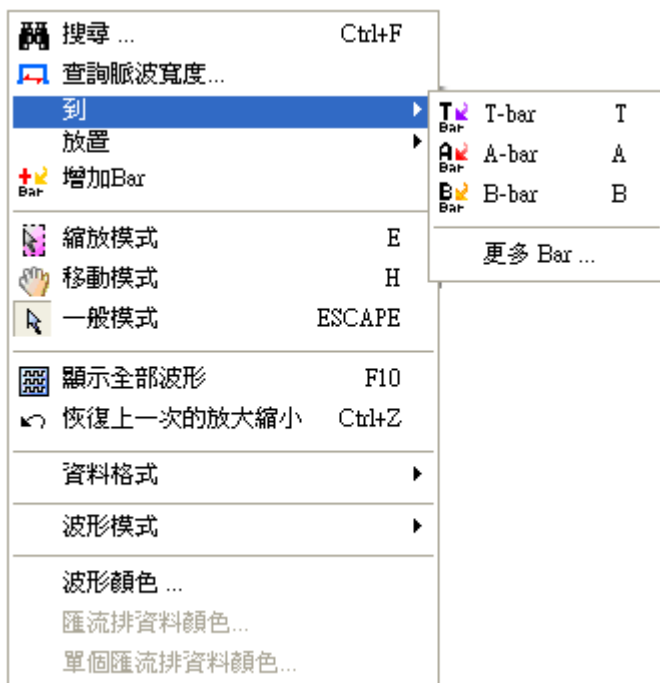 搜尋 ... Ctrl+F
查詢脈波寬度...
到
放置
增加Bar
縮放模式 E
移動模式 H
一般模式 ESCAPE
顯示全部波形 F10
恢復上一次的放大縮小 Ctrl+Z
資料格式
波形模式
波形顏色 ...
匯流排資料顏色...
單個匯流排資料顏色...
T Bar T-bar T
A Bar A-bar A
B Bar B-bar B
更多 Bar ...